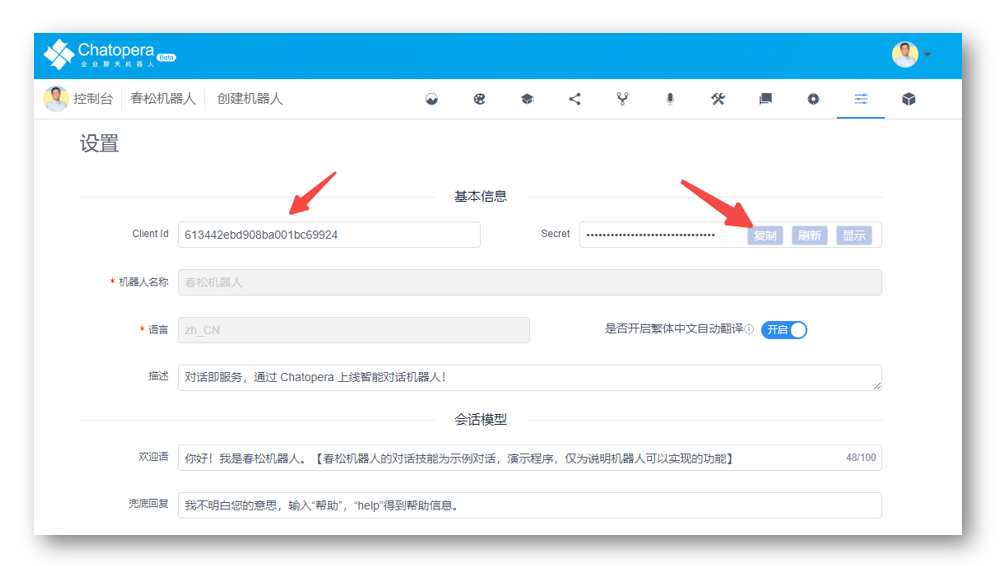 Chatopera Beta
企业聊天机器人
控制台 春松机器人 创建机器人
设置
基本信息
Client Id 613442ebd908ba001bc69924 Secret •••••••••••••••••••••••••••••••• 复制 刷新 显示
* 机器人名称 春松机器人
* 语言 zh_CN 是否开启繁体中文自动翻译 开启
描述 对话即服务，通过 Chatopera 上线智能对话机器人！
会话模型
欢迎语 你好！我是春松机器人。【春松机器人的对话技能为示例对话，演示程序，仅为说明机器人可以实现的功能】 48/100
兜底回复 我不明白您的意思，输入“帮助”，“help”得到帮助信息。